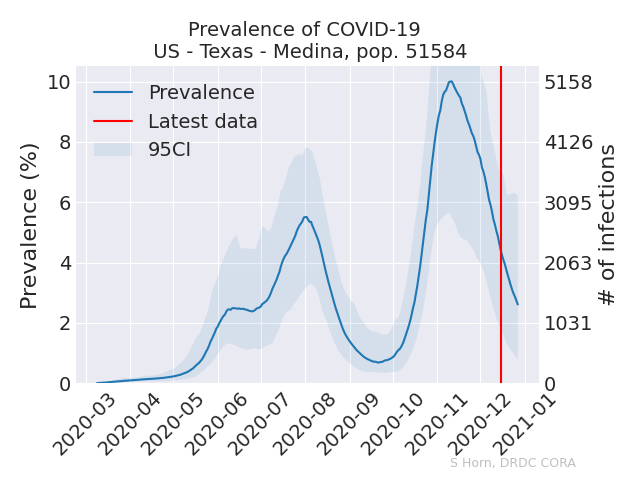 Prevalence of COVID-19
US - Texas - Medina, pop. 51584
Prevalence
Latest data
95CI
Prevalence (%)
10
8
6
4
2
0
5158
4126
3095
2063
1031
0
# of infections
2020-03
2020-04
2020-05
2020-06
2020-07
2020-08
2020-09
2020-10
2020-11
2020-12
2021-01
S Horn, DRDC CORA